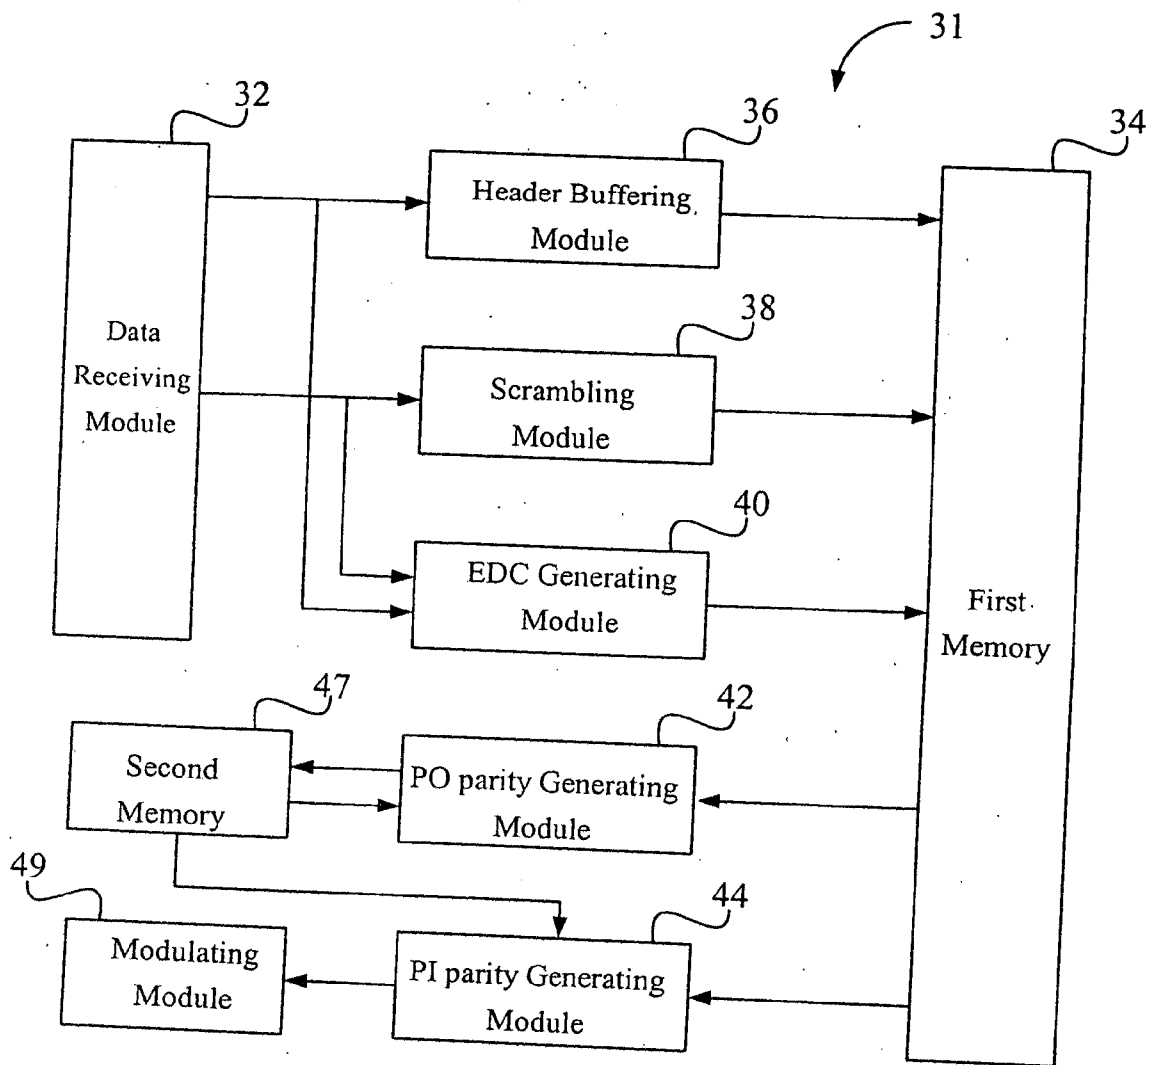 31
32
36
34
Header Buffering
Module
38
Data
Receiving
Module
Scrambling
Module
40
EDC Generating
Module
First
Memory
47
42
Second
Memory
PO parity Generating
Module
49
44
Modulating
Module
PI parity Generating
Module